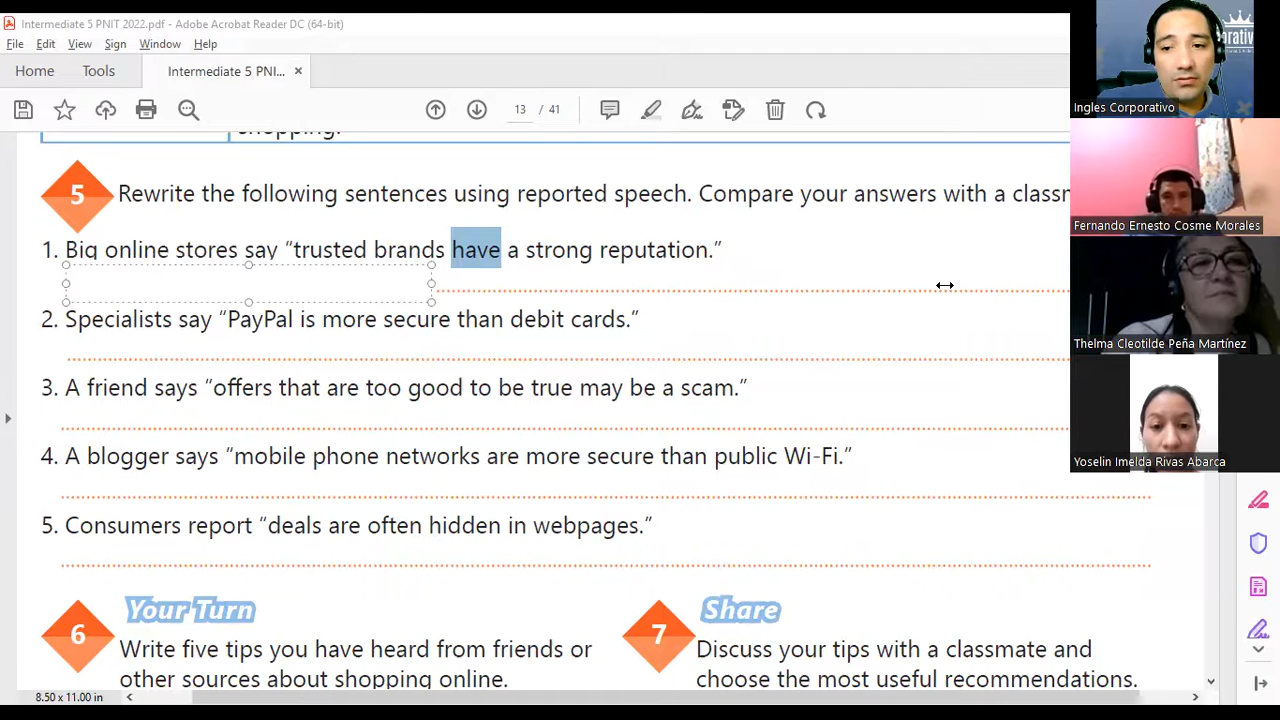 Intermediate 5 PNIT 2022.pdf - Adobe Acrobat Reader DC (64-bit)
File Edit View Sign Window Help
Home Tools Intermediate 5 PNI... ×
13 / 41
shopping.
5 Rewrite the following sentences using reported speech. Compare your answers with a classm
1. Big online stores say “trusted brands have a strong reputation.”
2. Specialists say “PayPal is more secure than debit cards.”
3. A friend says “offers that are too good to be true may be a scam.”
4. A blogger says “mobile phone networks are more secure than public Wi-Fi.”
5. Consumers report “deals are often hidden in webpages.”
Your Turn
6 Write five tips you have heard from friends or
other sources about shopping online.
Share
7 Discuss your tips with a classmate and
choose the most useful recommendations.
8.50 x 11.00 in
orativ
Ingles Corporativo
Fernando Ernesto Cosme Morales
Thelma Cleotilde Peña Martínez
Yoselin Imelda Rivas Abarca